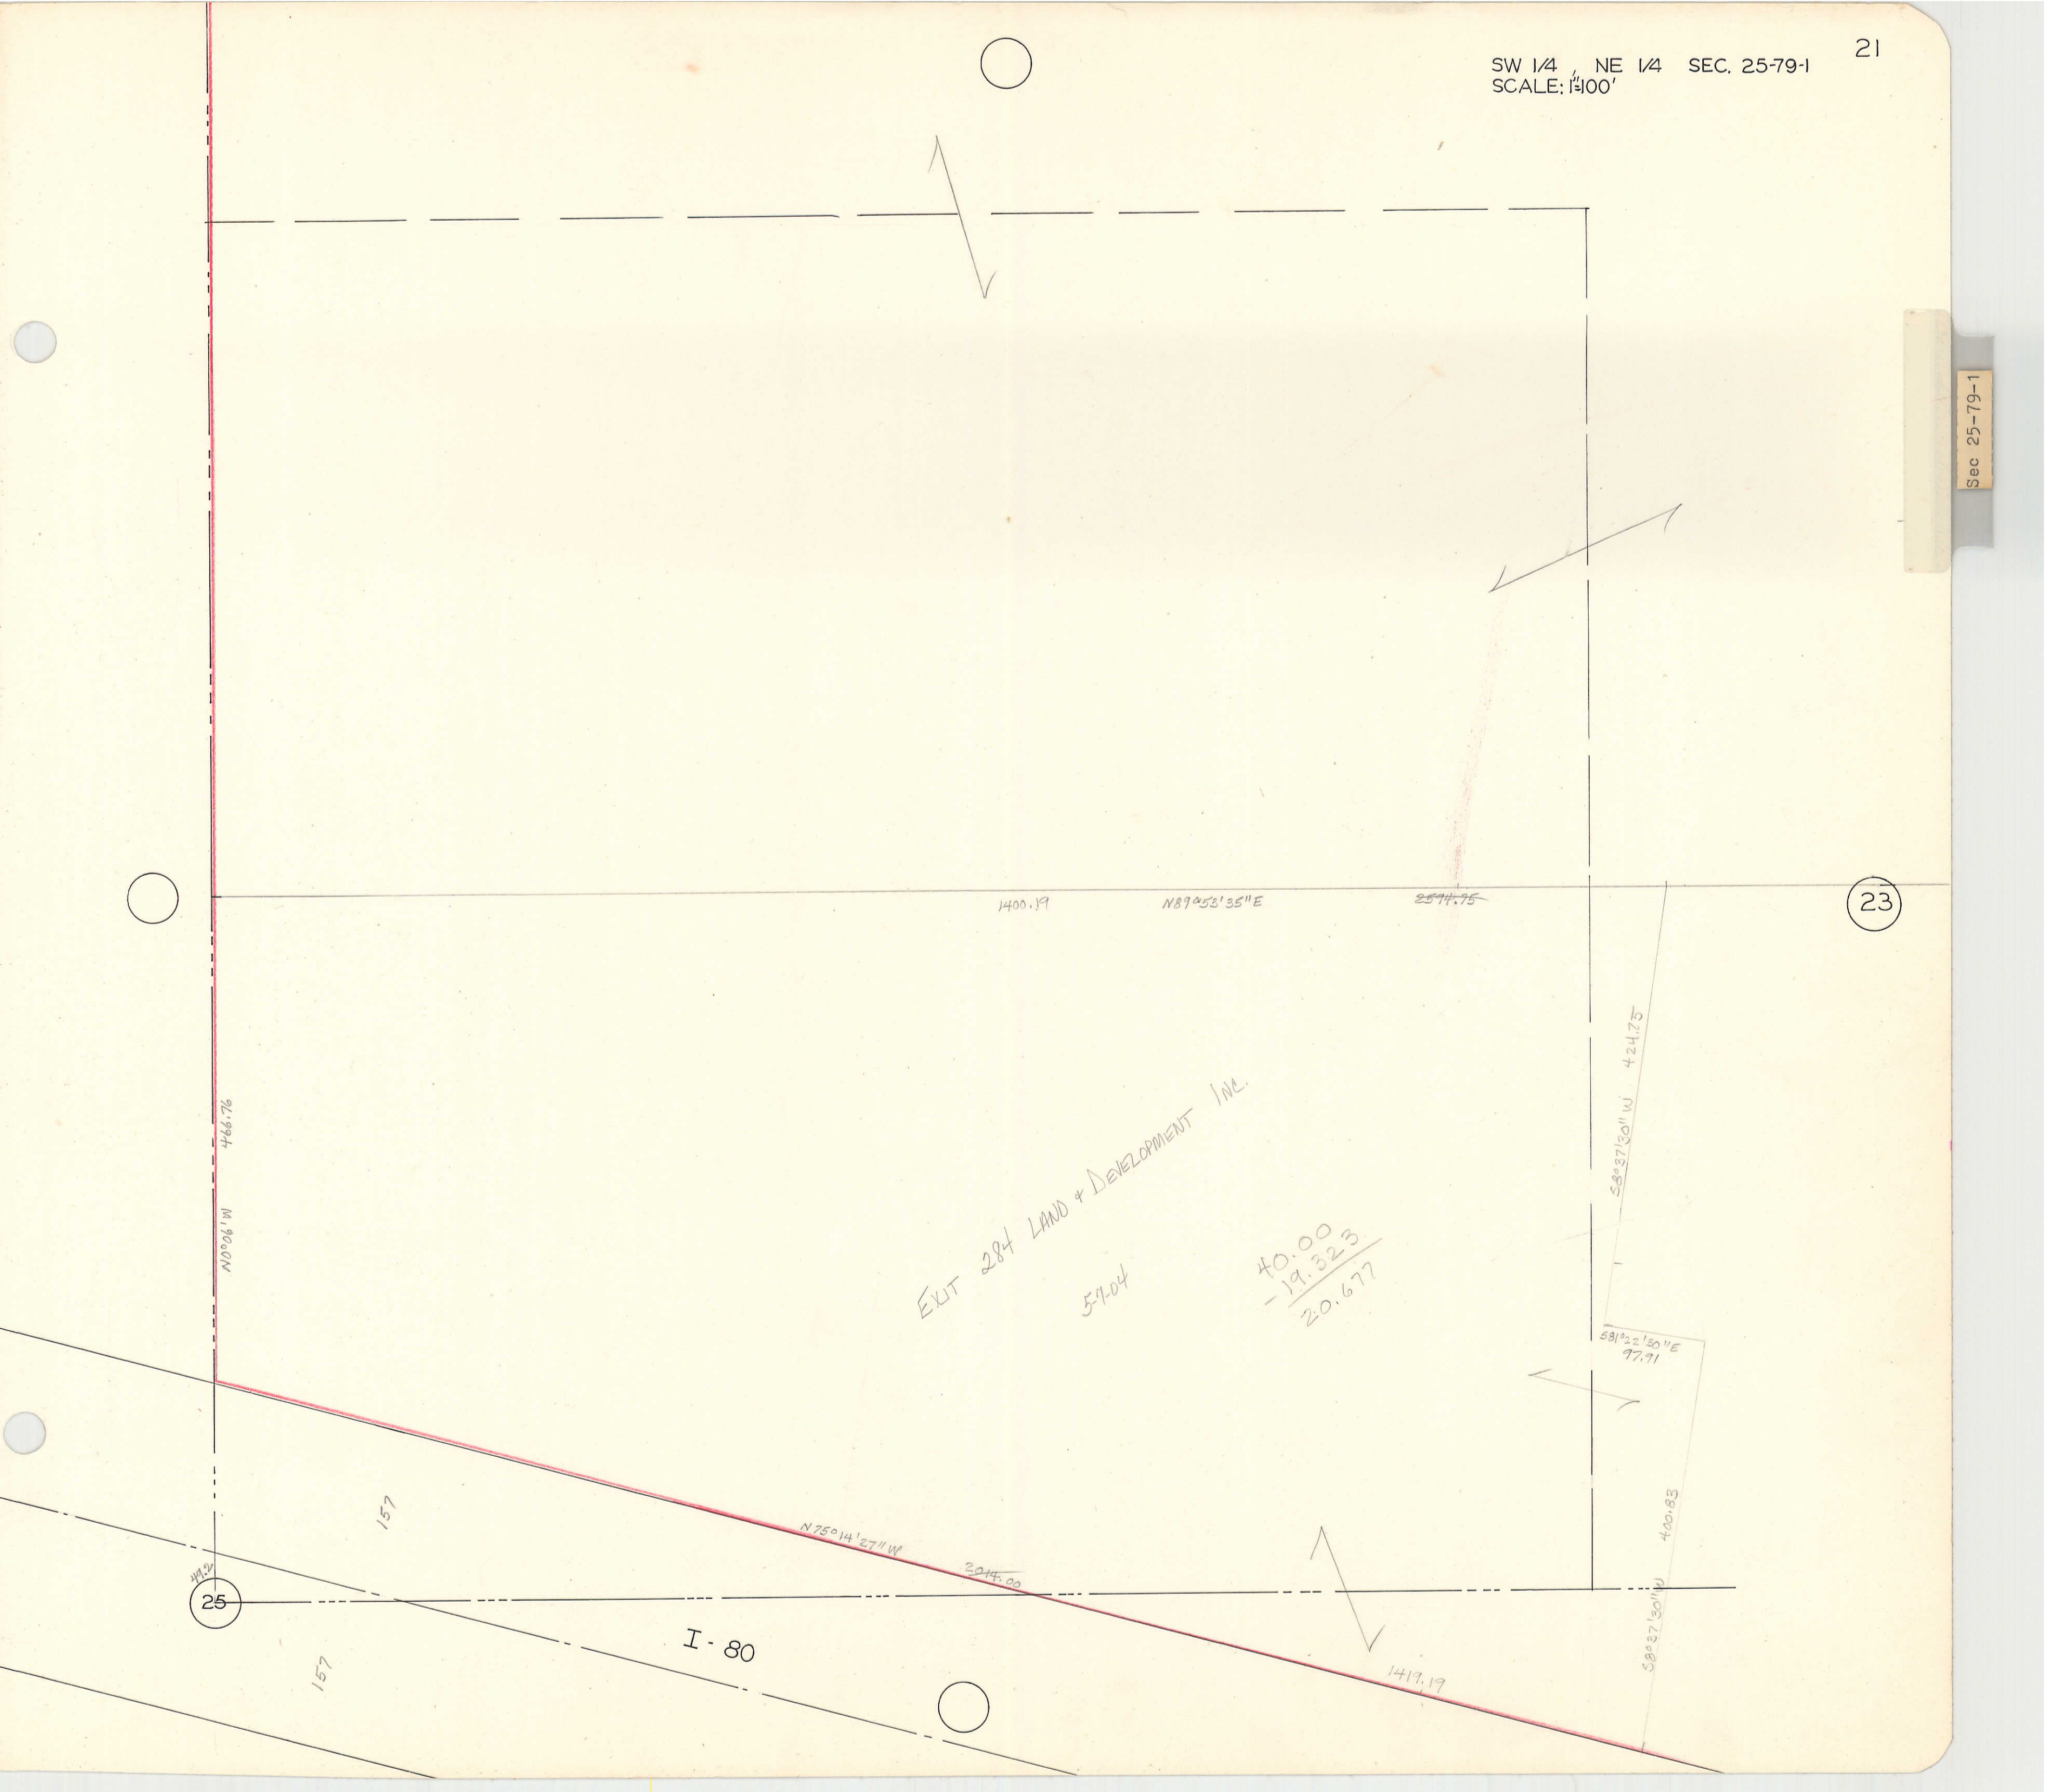 21
SW 1/4 , NE 1/4 SEC. 25-79-1
SCALE: 1"=100'
Sec 25-79-1
1400.19 N89°53'35"E 2594.75
23
S8°37'30"W 424.75
N0°06'W 466.76
EXIT 284 LAND & DEVELOPMENT INC.
5-7-04
40.00
-19.323
20.677
S81°22'30"E
97.91
157
N75°14'27"W
2014.00
S8°37'30"W 400.83
49.2
25
I-80
157
1419.19